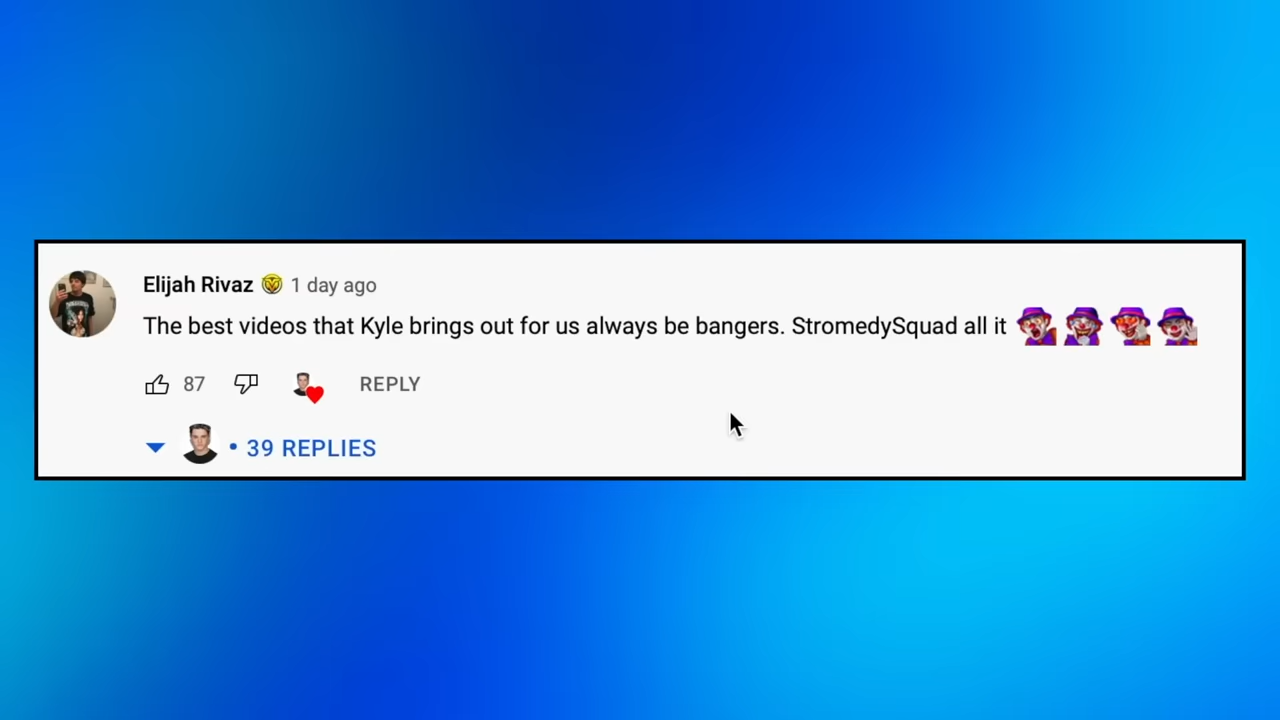 Elijah Rivaz 1 day ago
The best videos that Kyle brings out for us always be bangers. StromedySquad all it
87 REPLY
• 39 REPLIES